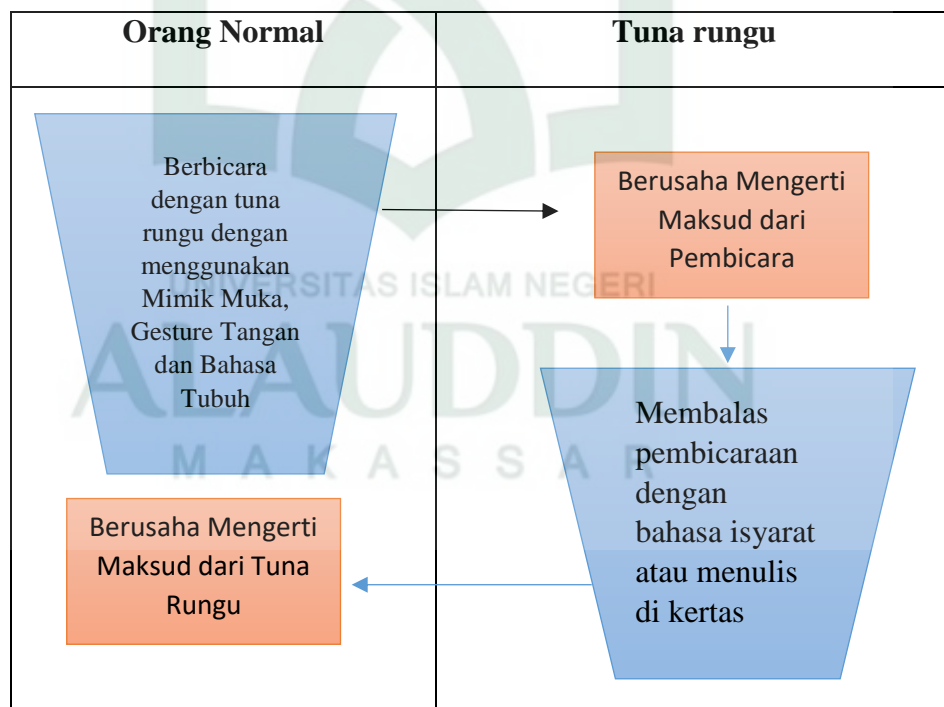 Orang Normal
Tuna rungu
Berbicara
dengan tuna
rungu dengan
menggunakan
Mimik Muka,
Gesture Tangan
dan Bahasa
Tubuh
Berusaha Mengerti
Maksud dari
Pembicara
Membalas
pembicaraan
dengan
bahasa isyarat
atau menulis
di kertas
Berusaha Mengerti
Maksud dari Tuna
Rungu
UNIVERSITAS ISLAM NEGERI
ALAUDDIN
MAKASSAR